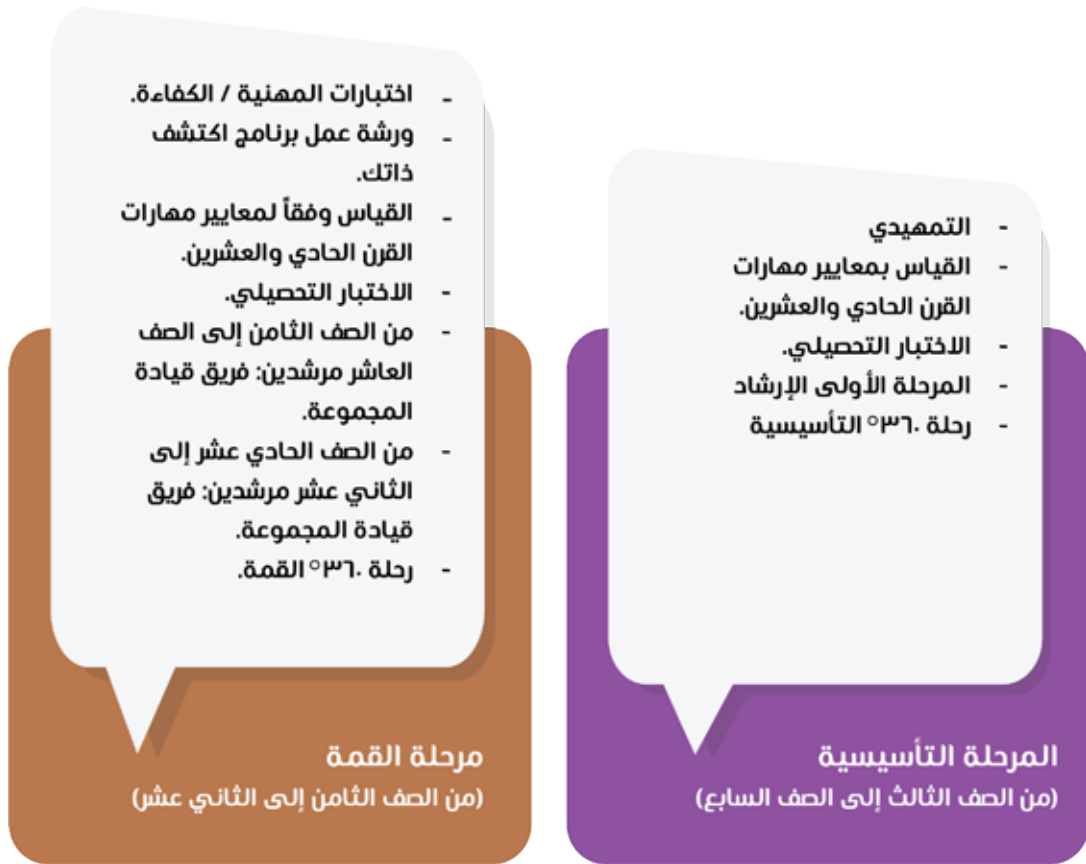 - التمهيدي
- القياس بمعايير مهارات
القرن الحادي والعشرين.
- الاختبار التحصيلي.
- المرحلة الأولى الإرشاد
- رحلة ٣٦٠° التأسيسية
المرحلة التأسيسية
(من الصف الثالث إلى الصف السابع)
- اختبارات المهنية / الكفاءة.
- ورشة عمل برنامج اكتشف
ذاتك.
- القياس وفقاً لمعايير مهارات
القرن الحادي والعشرين.
- الاختبار التحصيلي.
- من الصف الثامن إلى الصف
العاشر مرشدين: فريق قيادة
المجموعة.
- من الصف الحادي عشر إلى
الثاني عشر مرشدين: فريق
قيادة المجموعة.
- رحلة ٣٦٠° القمة.
مرحلة القمة
(من الصف الثامن إلى الثاني عشر)